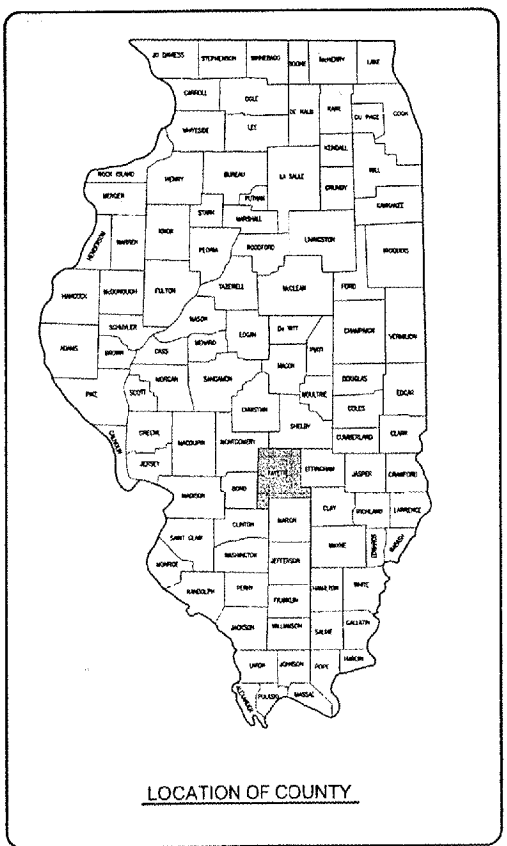 JO DAVIESS STEPHENSON WINNEBAGO BOONE McHENRY LAKE
CARROLL OGLE DE KALB KANE COOK
DU PAGE
WHITESIDE LEE
KENDALL
ROCK ISLAND HENRY BUREAU LA SALLE WILL
MERCER PUTNAM GRUNDY
STARK KANKAKEE
HENDERSON WARREN KNOX MARSHALL
PEORIA WOODFORD LIVINGSTON IROQUOIS
HANCOCK McDONOUGH FULTON TAZEWELL McCLEAN FORD
MASON
SCHUYLER LOGAN De WITT CHAMPAIGN VERMILION
ADAMS BROWN CASS MENARD PIATT
MORGAN SANGAMON MACON DOUGLAS
PIKE SCOTT MOULTRIE COLES EDGAR
CHRISTIAN
GREENE SHELBY
CALHOUN MACOUPIN MONTGOMERY CUMBERLAND CLARK
JERSEY
FAYETTE EFFINGHAM JASPER CRAWFORD
MADISON BOND
CLAY RICHLAND LAWRENCE
CLINTON MARION
SAINT CLAIR WAYNE EDWARDS WABASH
WASHINGTON
MONROE JEFFERSON
RANDOLPH PERRY HAMILTON WHITE
FRANKLIN
JACKSON WILLIAMSON SALINE GALLATIN
UNION JOHNSON POPE HARDIN
ALEXANDER PULASKI MASSAC
LOCATION OF COUNTY